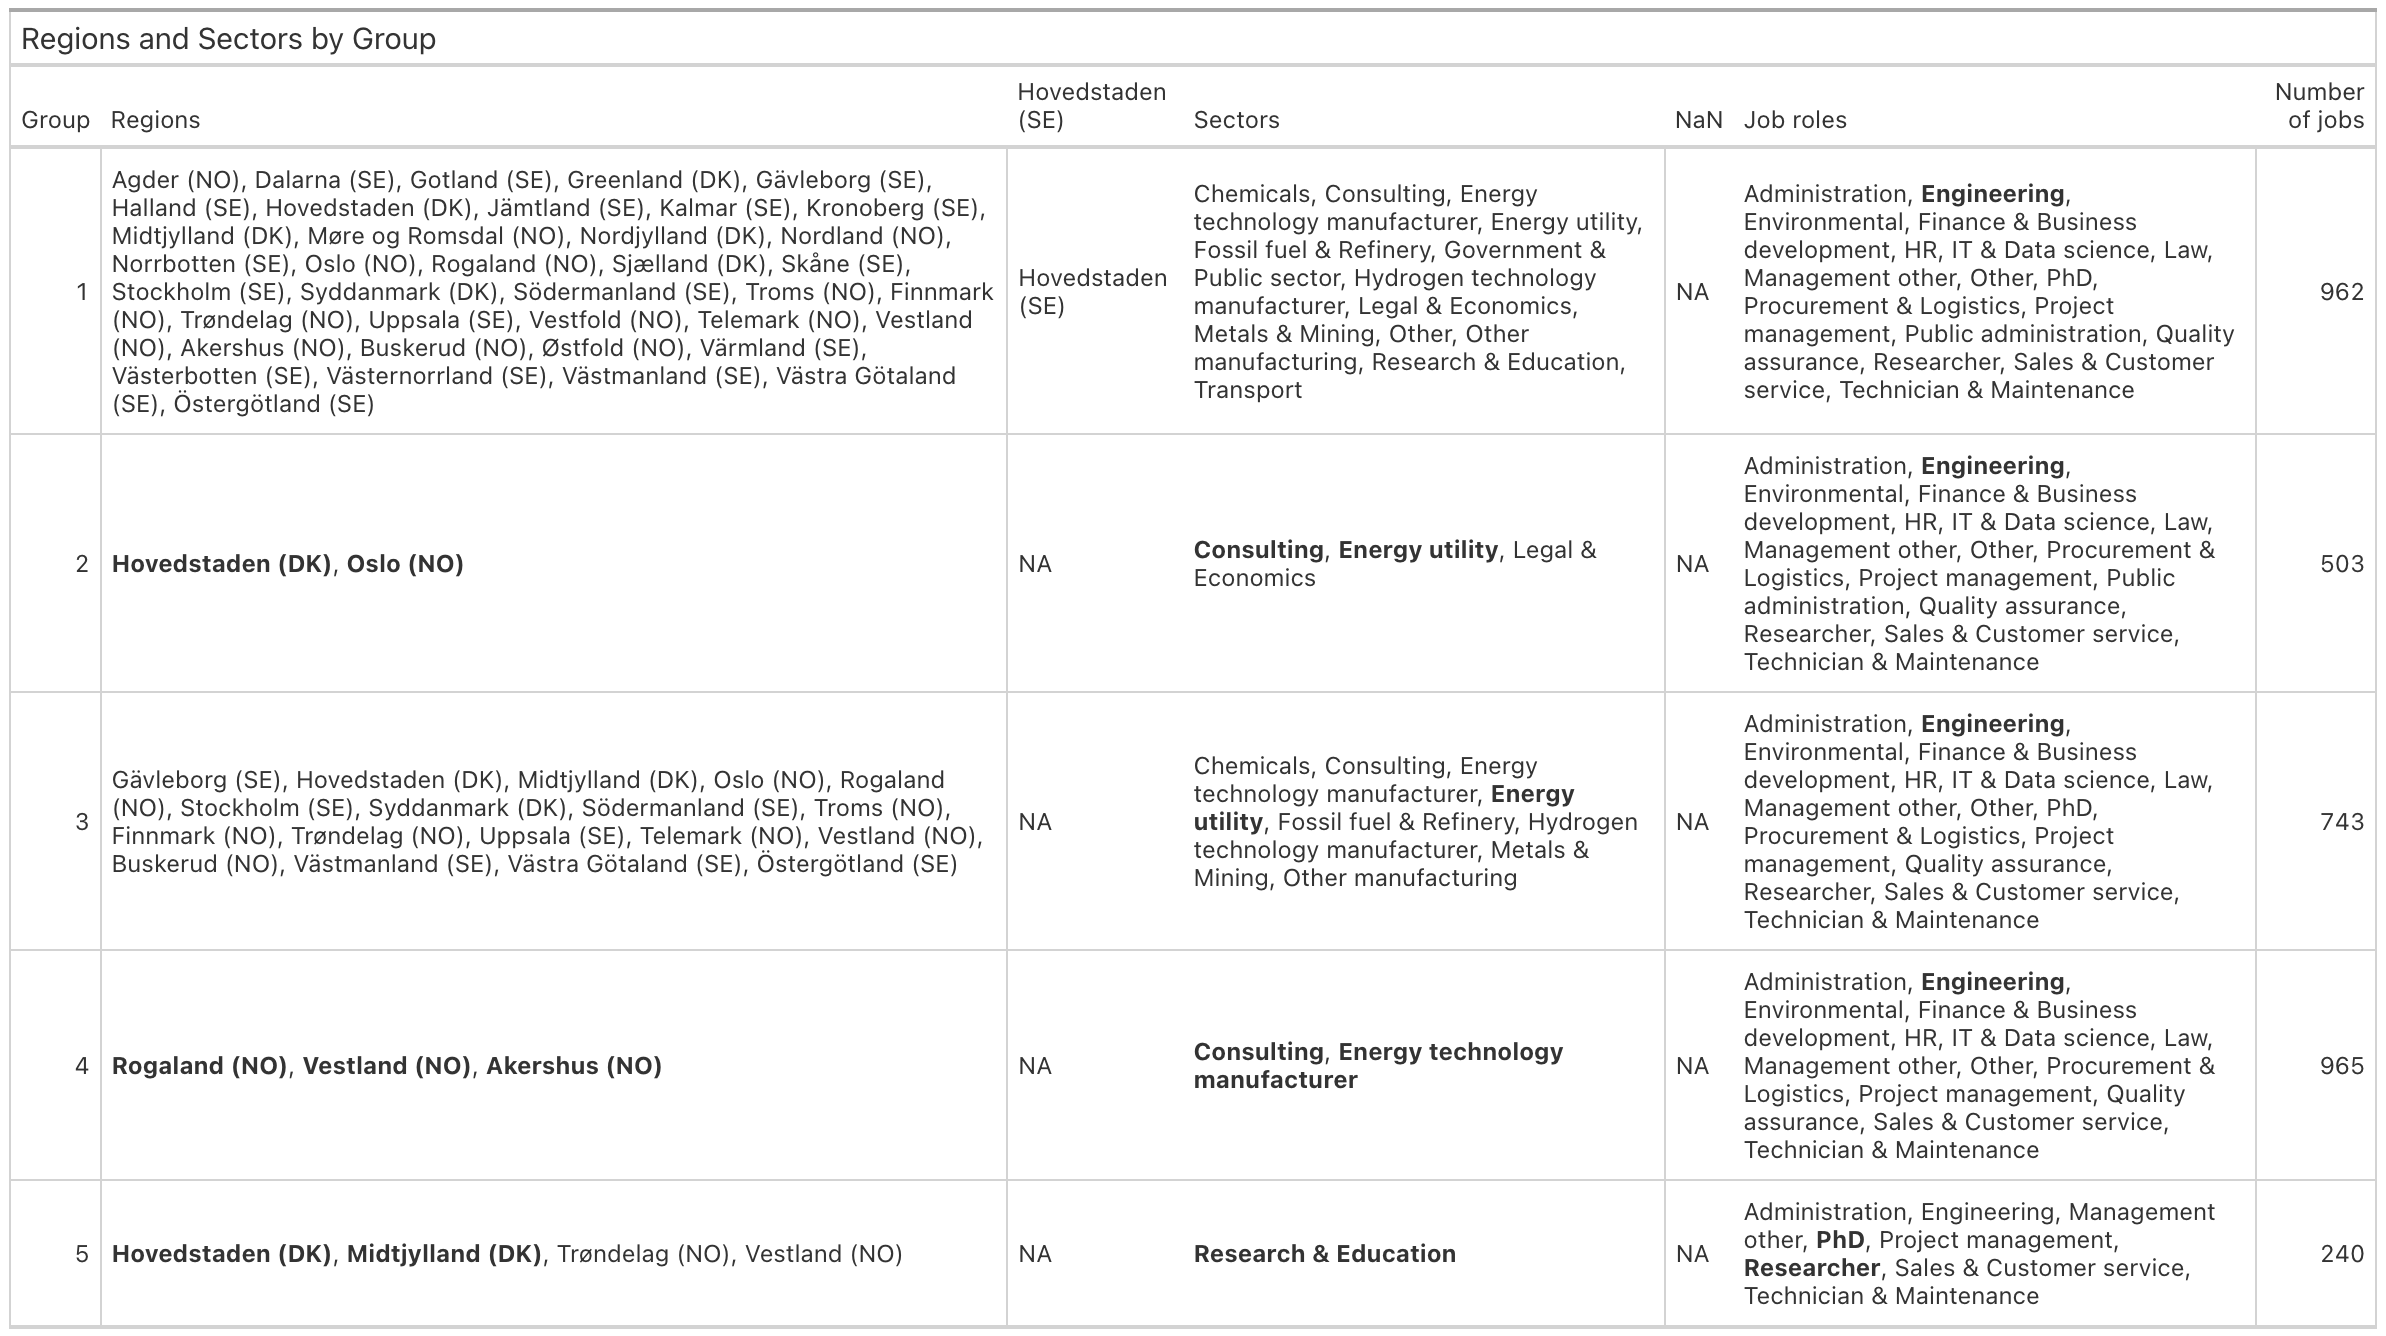 Regions and Sectors by Group
Group Regions Hovedstaden (SE) Sectors NaN Job roles Number of jobs
1
Agder (NO), Dalarna (SE), Gotland (SE), Greenland (DK), Gävleborg (SE),
Halland (SE), Hovedstaden (DK), Jämtland (SE), Kalmar (SE), Kronoberg (SE),
Midtjylland (DK), Møre og Romsdal (NO), Nordjylland (DK), Nordland (NO),
Norrbotten (SE), Oslo (NO), Rogaland (NO), Sjælland (DK), Skåne (SE),
Stockholm (SE), Syddanmark (DK), Södermanland (SE), Troms (NO), Finnmark
(NO), Trøndelag (NO), Uppsala (SE), Vestfold (NO), Telemark (NO), Vestland
(NO), Akershus (NO), Buskerud (NO), Østfold (NO), Värmland (SE),
Västerbotten (SE), Västernorrland (SE), Västmanland (SE), Västra Götaland
(SE), Östergötland (SE)
Hovedstaden
(SE)
Chemicals, Consulting, Energy
technology manufacturer, Energy utility,
Fossil fuel & Refinery, Government &
Public sector, Hydrogen technology
manufacturer, Legal & Economics,
Metals & Mining, Other, Other
manufacturing, Research & Education,
Transport
NA
Administration, Engineering,
Environmental, Finance & Business
development, HR, IT & Data science, Law,
Management other, Other, PhD,
Procurement & Logistics, Project
management, Public administration, Quality
assurance, Researcher, Sales & Customer
service, Technician & Maintenance
962
2
Hovedstaden (DK), Oslo (NO)
NA
Consulting, Energy utility, Legal &
Economics
NA
Administration, Engineering,
Environmental, Finance & Business
development, HR, IT & Data science, Law,
Management other, Other, Procurement &
Logistics, Project management, Public
administration, Quality assurance,
Researcher, Sales & Customer service,
Technician & Maintenance
503
3
Gävleborg (SE), Hovedstaden (DK), Midtjylland (DK), Oslo (NO), Rogaland
(NO), Stockholm (SE), Syddanmark (DK), Södermanland (SE), Troms (NO),
Finnmark (NO), Trøndelag (NO), Uppsala (SE), Telemark (NO), Vestland (NO),
Buskerud (NO), Västmanland (SE), Västra Götaland (SE), Östergötland (SE)
NA
Chemicals, Consulting, Energy
technology manufacturer, Energy
utility, Fossil fuel & Refinery, Hydrogen
technology manufacturer, Metals &
Mining, Other manufacturing
NA
Administration, Engineering,
Environmental, Finance & Business
development, HR, IT & Data science, Law,
Management other, Other, PhD,
Procurement & Logistics, Project
management, Quality assurance,
Researcher, Sales & Customer service,
Technician & Maintenance
743
4
Rogaland (NO), Vestland (NO), Akershus (NO)
NA
Consulting, Energy technology
manufacturer
NA
Administration, Engineering,
Environmental, Finance & Business
development, HR, IT & Data science, Law,
Management other, Other, Procurement &
Logistics, Project management, Quality
assurance, Sales & Customer service,
Technician & Maintenance
965
5
Hovedstaden (DK), Midtjylland (DK), Trøndelag (NO), Vestland (NO)
NA
Research & Education
NA
Administration, Engineering, Management
other, PhD, Project management,
Researcher, Sales & Customer service,
Technician & Maintenance
240